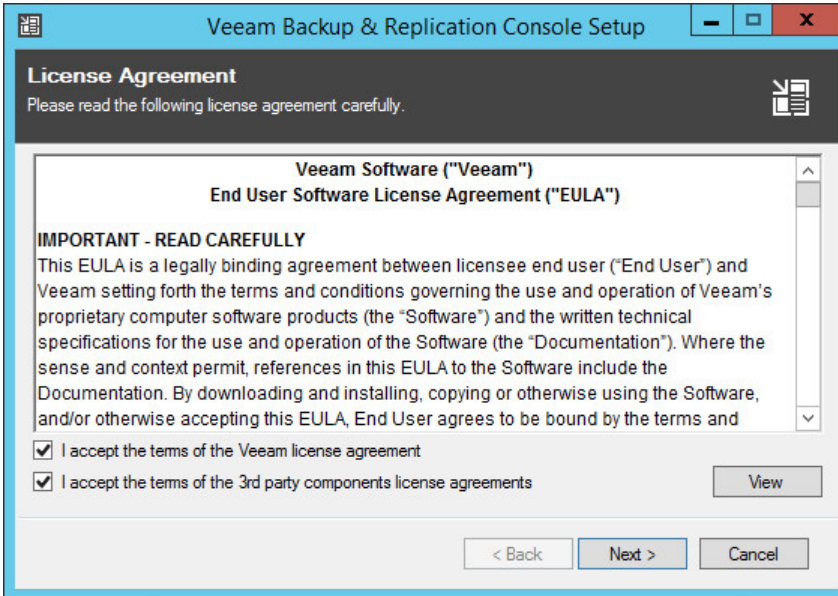 Veeam Backup & Replication Console Setup
License Agreement
Please read the following license agreement carefully.
Veeam Software ("Veeam")
End User Software License Agreement ("EULA")
IMPORTANT - READ CAREFULLY
This EULA is a legally binding agreement between licensee end user (“End User”) and
Veeam setting forth the terms and conditions governing the use and operation of Veeam’s
proprietary computer software products (the “Software”) and the written technical
specifications for the use and operation of the Software (the “Documentation”). Where the
sense and context permit, references in this EULA to the Software include the
Documentation. By downloading and installing, copying or otherwise using the Software,
and/or otherwise accepting this EULA, End User agrees to be bound by the terms and
I accept the terms of the Veeam license agreement
I accept the terms of the 3rd party components license agreements
View
< Back
Next >
Cancel